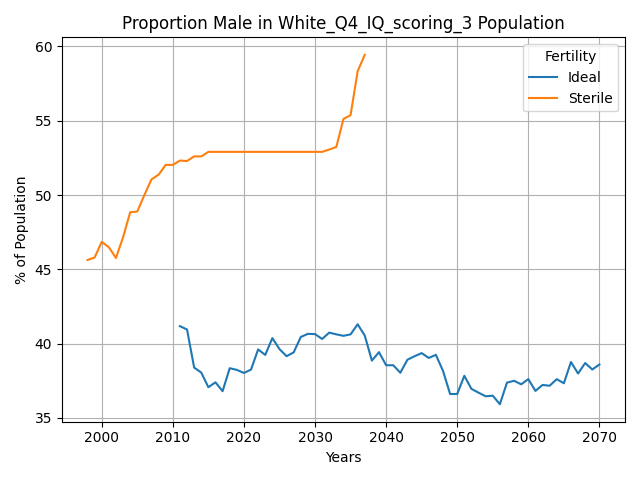 Proportion Male in White_Q4_IQ_scoring_3 Population
Fertility
Ideal
Sterile
% of Population
60
55
50
45
40
35
2000
2010
2020
2030
2040
2050
2060
2070
Years